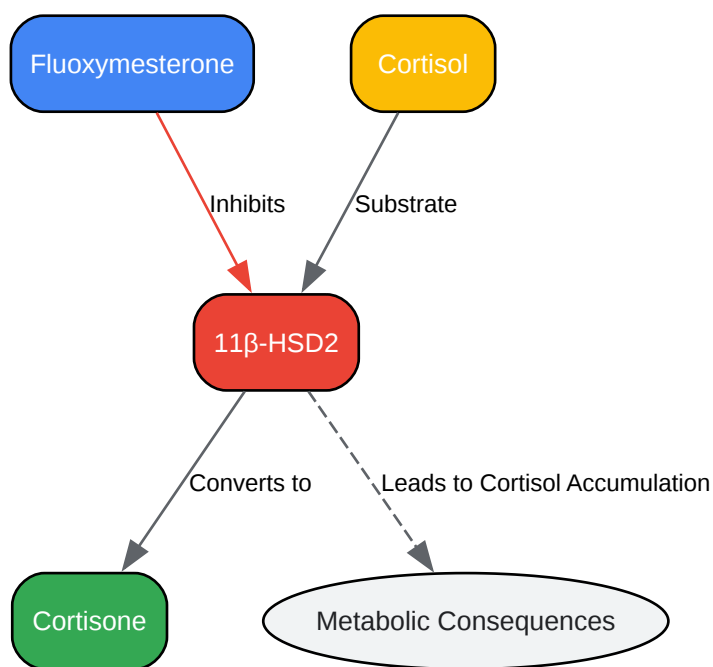 Fluoxymesterone
Cortisol
Inhibits
Substrate
11β-HSD2
Converts to
Leads to Cortisol Accumulation
Cortisone
Metabolic Consequences